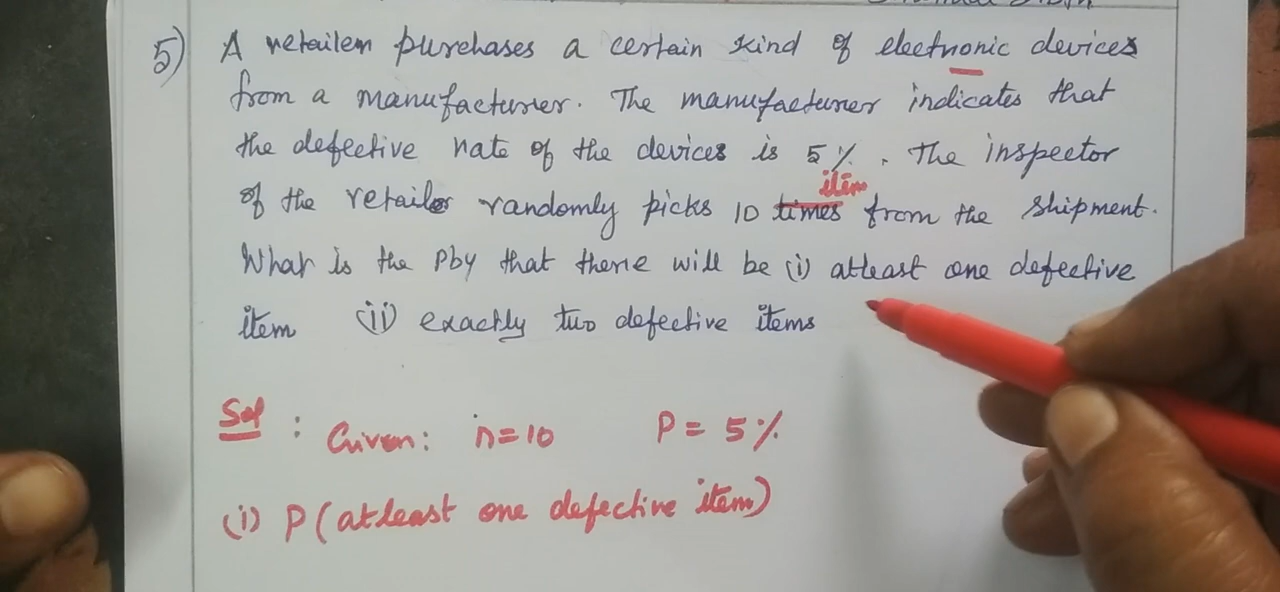 5) A retailer purchases a certain kind of electronic devices
from a manufacturer. The manufacturer indicates that
the defective rate of the devices is 5%. The inspector
item
of the retailer randomly picks 10 times from the shipment.
What is the Pby that there will be (i) atleast one defective
item (ii) exactly two defective items
Sol : Given: n=10 P = 5%
(i) P(atleast one defective item)